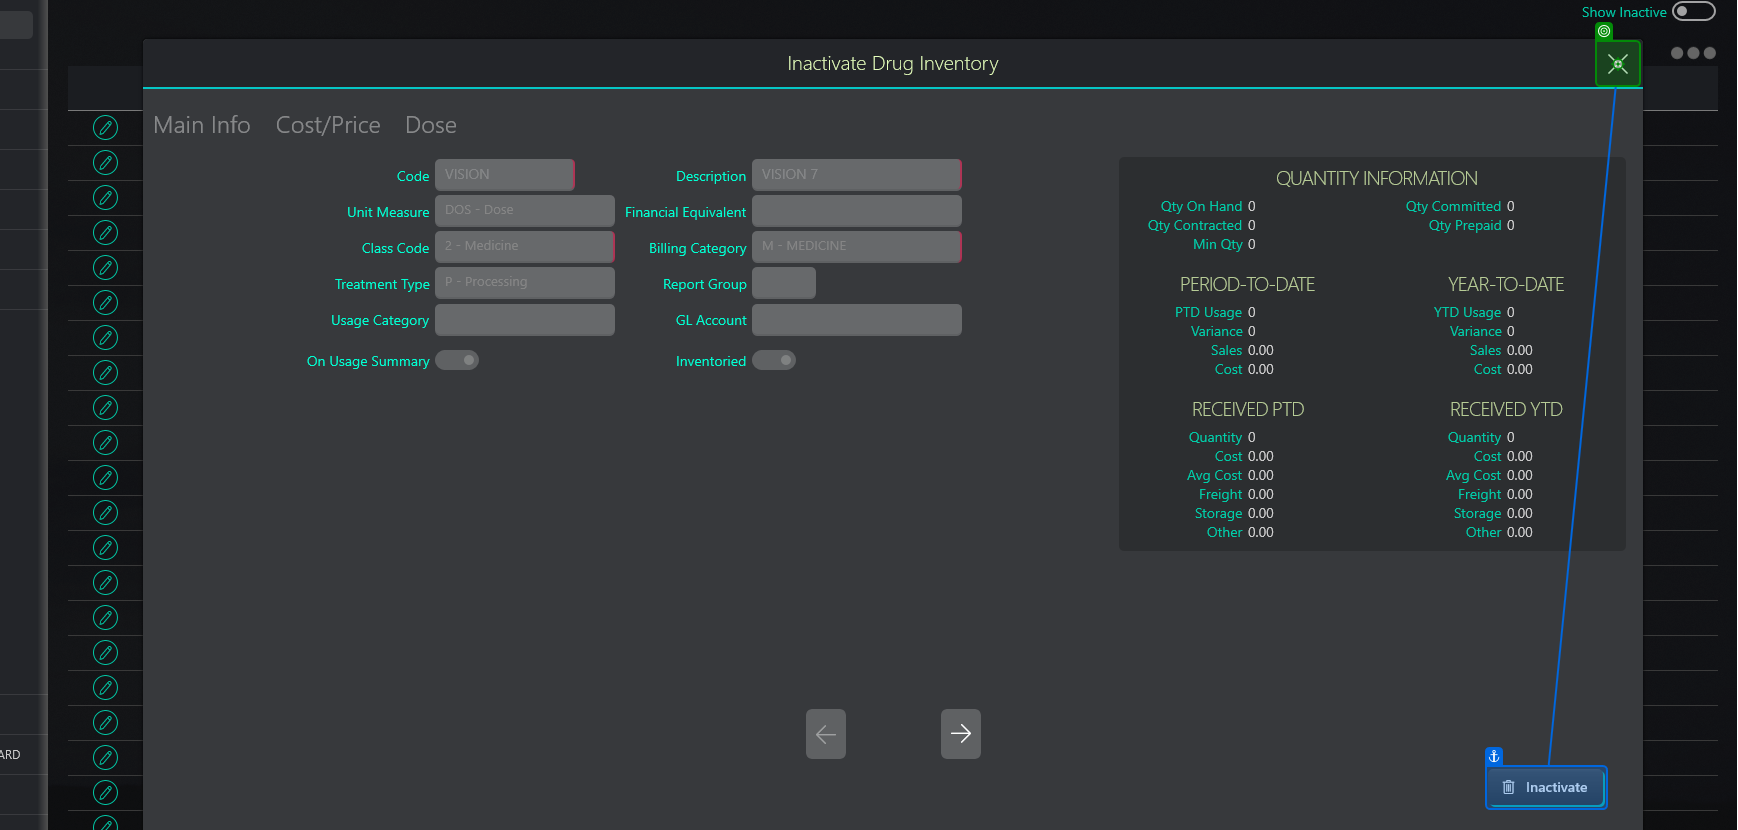 Show Inactive
Inactivate Drug Inventory
Main Info Cost/Price Dose
Code VISION Description VISION 7
Unit Measure DOS - Dose Financial Equivalent
Class Code 2 - Medicine Billing Category M - MEDICINE
Treatment Type P - Processing Report Group
Usage Category GL Account
On Usage Summary Inventoried
QUANTITY INFORMATION
Qty On Hand 0 Qty Committed 0
Qty Contracted 0 Qty Prepaid 0
Min Qty 0
PERIOD-TO-DATE YEAR-TO-DATE
PTD Usage 0 YTD Usage 0
Variance 0 Variance 0
Sales 0.00 Sales 0.00
Cost 0.00 Cost 0.00
RECEIVED PTD RECEIVED YTD
Quantity 0 Quantity 0
Cost 0.00 Cost 0.00
Avg Cost 0.00 Avg Cost 0.00
Freight 0.00 Freight 0.00
Storage 0.00 Storage 0.00
Other 0.00 Other 0.00
ARD
Inactivate